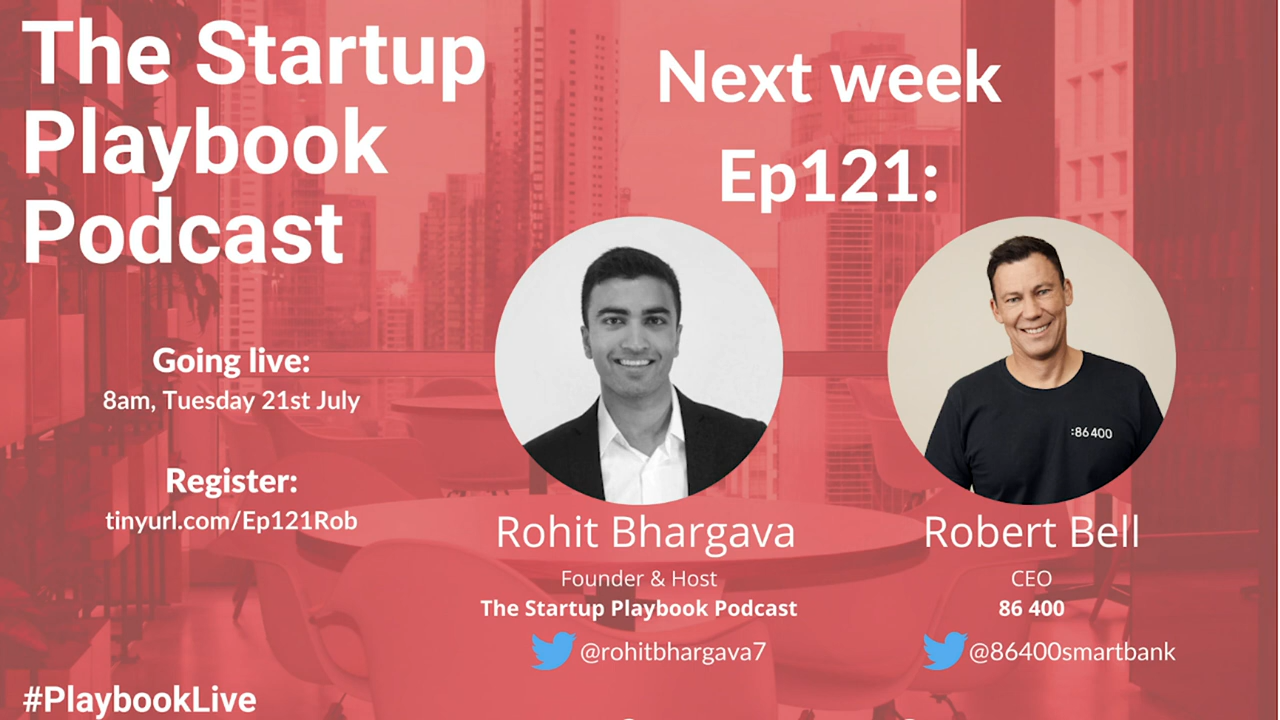 The Startup
Playbook
Podcast
Next week
Ep121:
Going live:
8am, Tuesday 21st July
Register:
tinyurl.com/Ep121Rob
:86 400
Rohit Bhargava
Founder & Host
The Startup Playbook Podcast
@rohitbhargava7
Robert Bell
CEO
86 400
@86400smartbank
#PlaybookLive